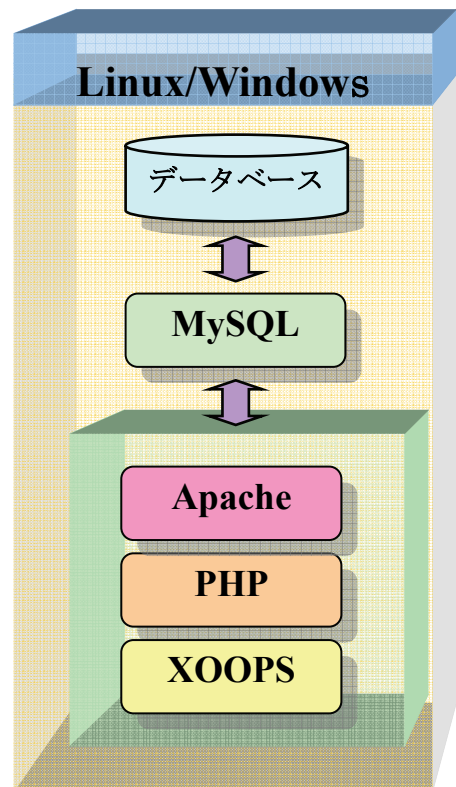 Linux/Windows
データベース
MySQL
Apache
PHP
XOOPS